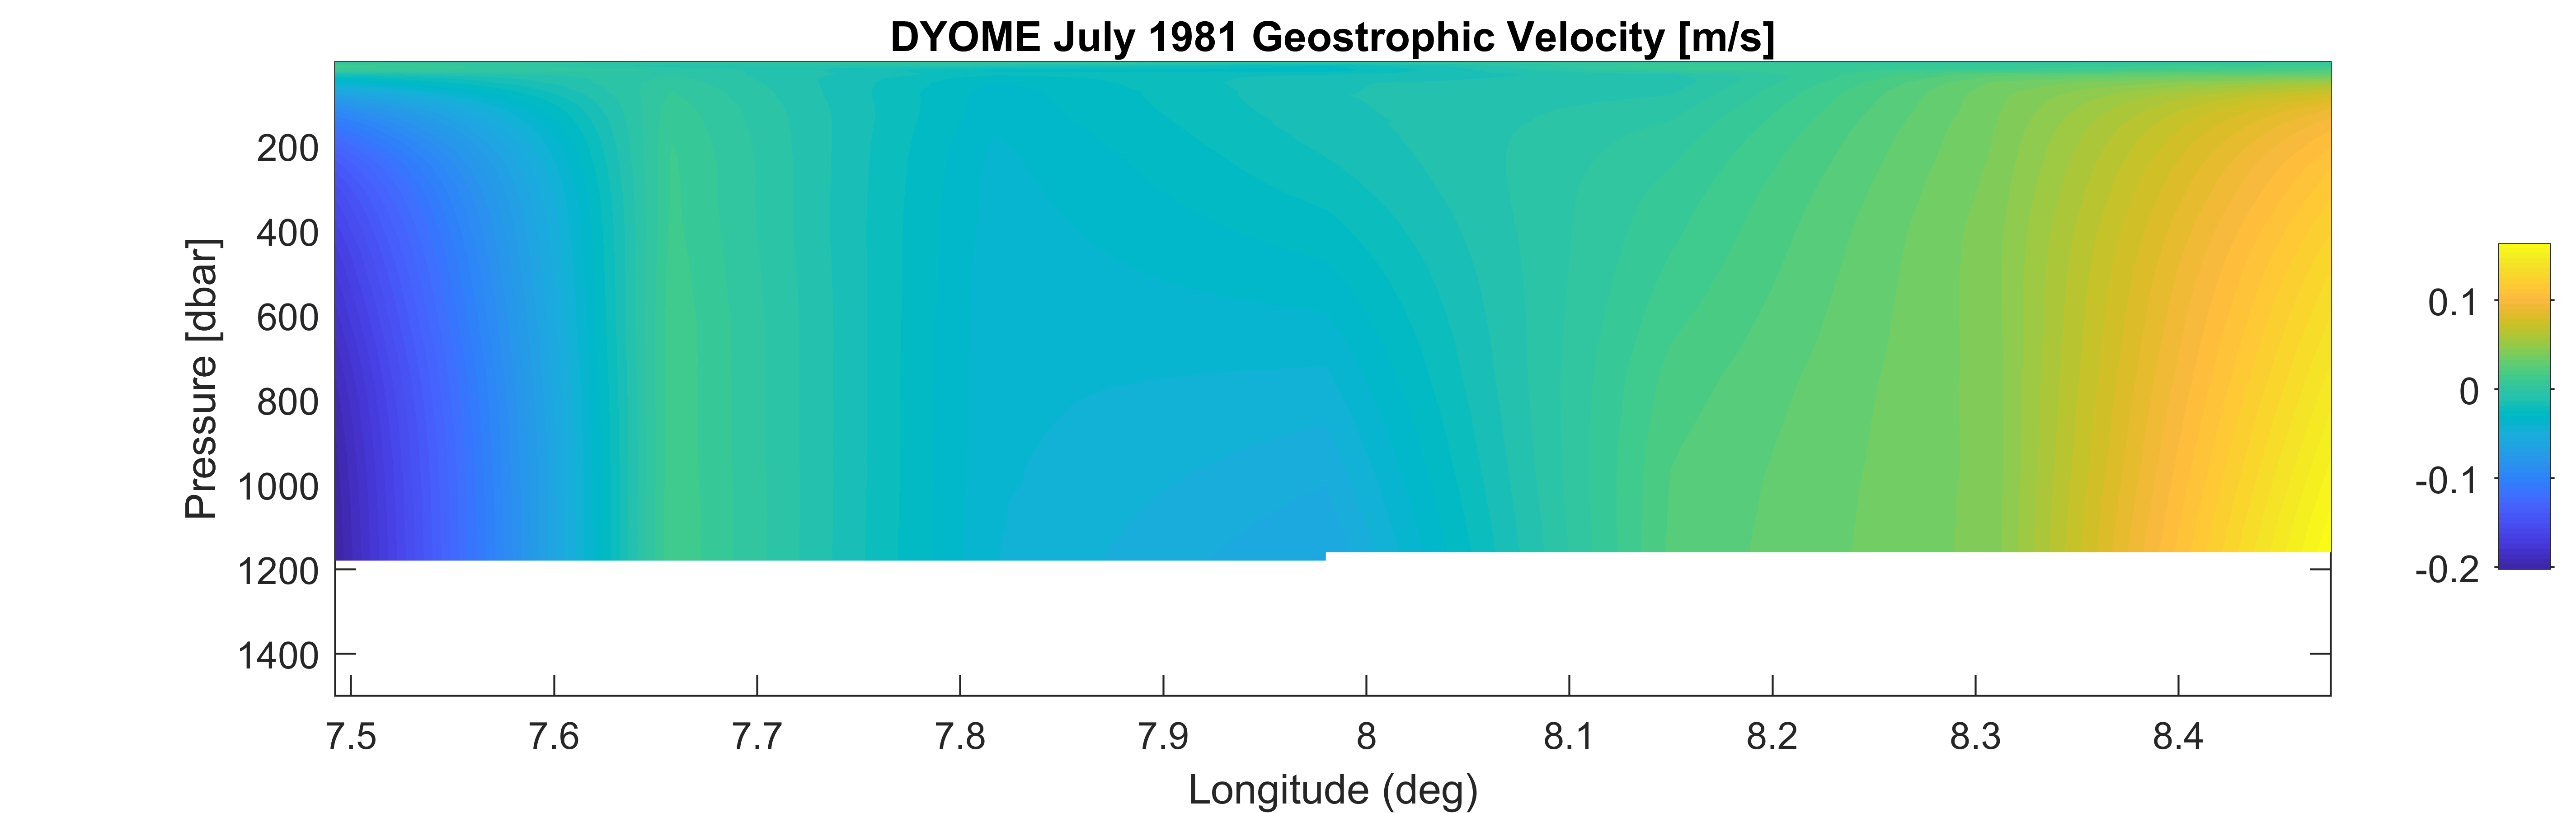 DYOME July 1981 Geostrophic Velocity [m/s]
Pressure [dbar]
200
400
600
800
1000
1200
1400
7.5 7.6 7.7 7.8 7.9 8 8.1 8.2 8.3 8.4
Longitude (deg)
0.1
0
-0.1
-0.2